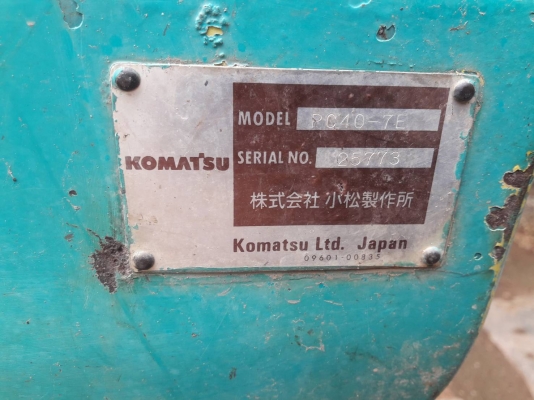 MODEL PC40-7E
KOMATSU
SERIAL NO. 25773
株式会社 小松製作所
Komatsu Ltd. Japan
09601-00835